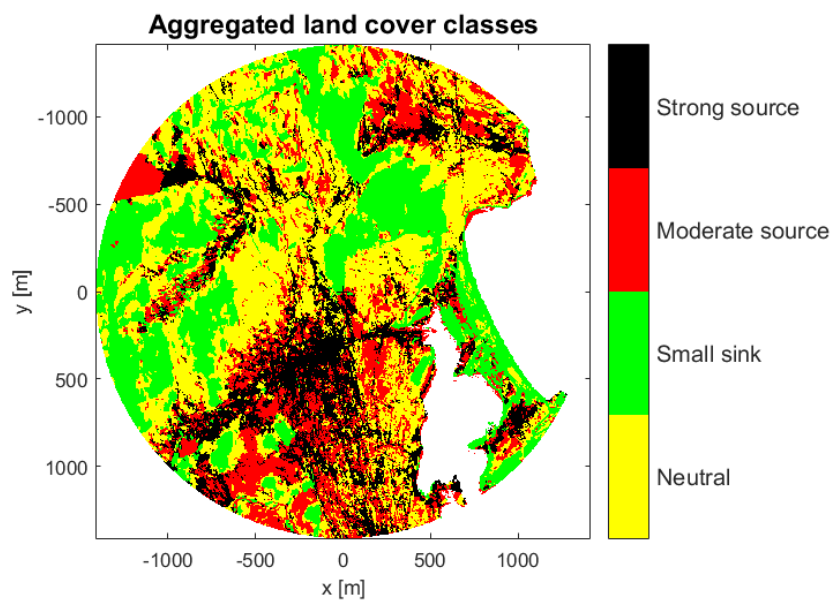 Aggregated land cover classes
-1000
-500
0
500
1000
y [m]
-1000
-500
0
500
1000
x [m]
Strong source
Moderate source
Small sink
Neutral